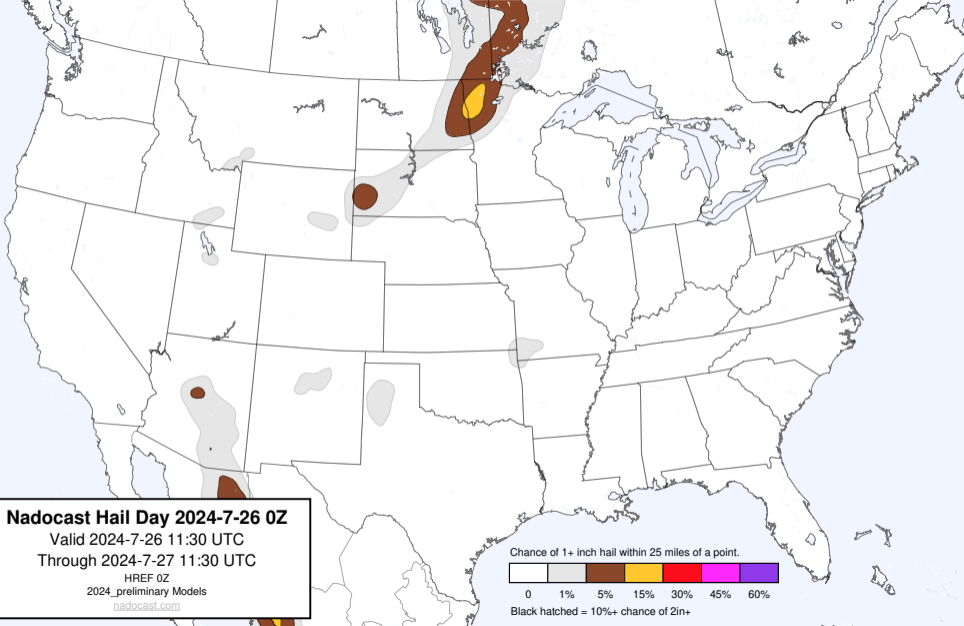 Nadocast Hail Day 2024-7-26 0Z
Valid 2024-7-26 11:30 UTC
Through 2024-7-27 11:30 UTC
HREF 0Z
2024_preliminary Models
nadocast.com
Chance of 1+ inch hail within 25 miles of a point.
0 1% 5% 15% 30% 45% 60%
Black hatched = 10%+ chance of 2in+